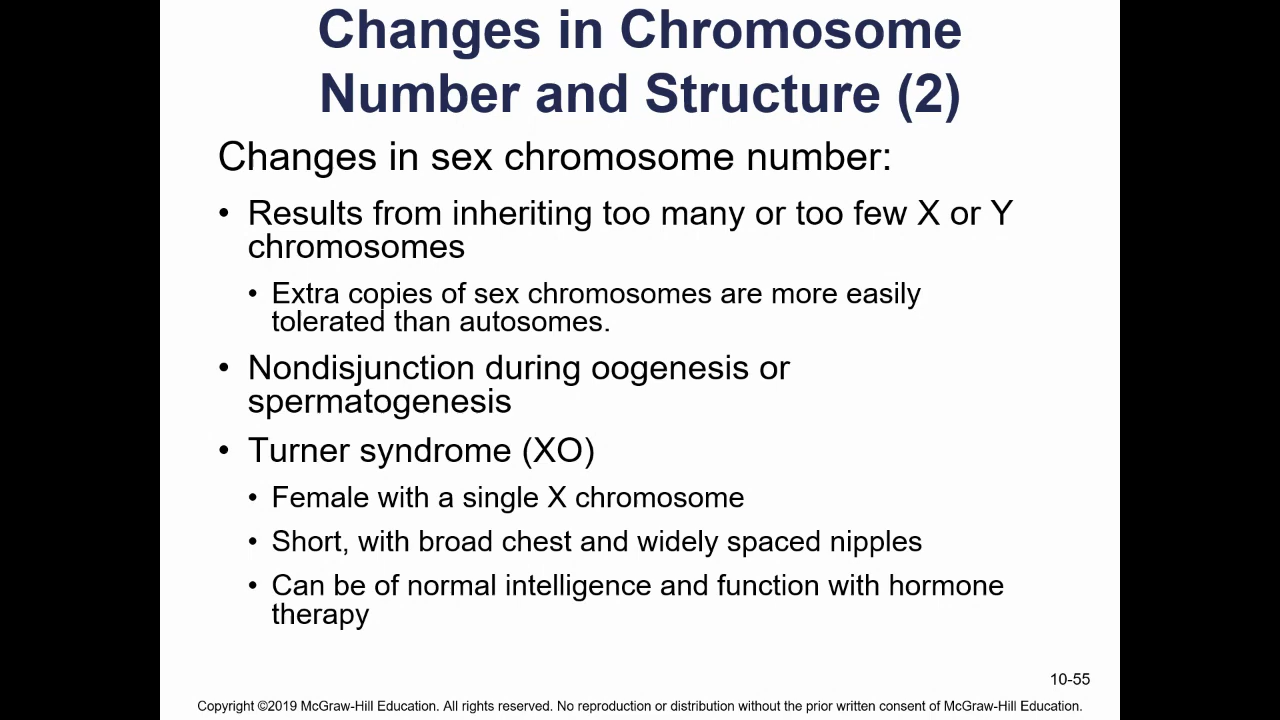 Changes in Chromosome
Number and Structure (2)
Changes in sex chromosome number:
• Results from inheriting too many or too few X or Y
chromosomes
• Extra copies of sex chromosomes are more easily
tolerated than autosomes.
• Nondisjunction during oogenesis or
spermatogenesis
• Turner syndrome (XO)
• Female with a single X chromosome
• Short, with broad chest and widely spaced nipples
• Can be of normal intelligence and function with hormone
therapy
10-55
Copyright ©2019 McGraw-Hill Education. All rights reserved. No reproduction or distribution without the prior written consent of McGraw-Hill Education.